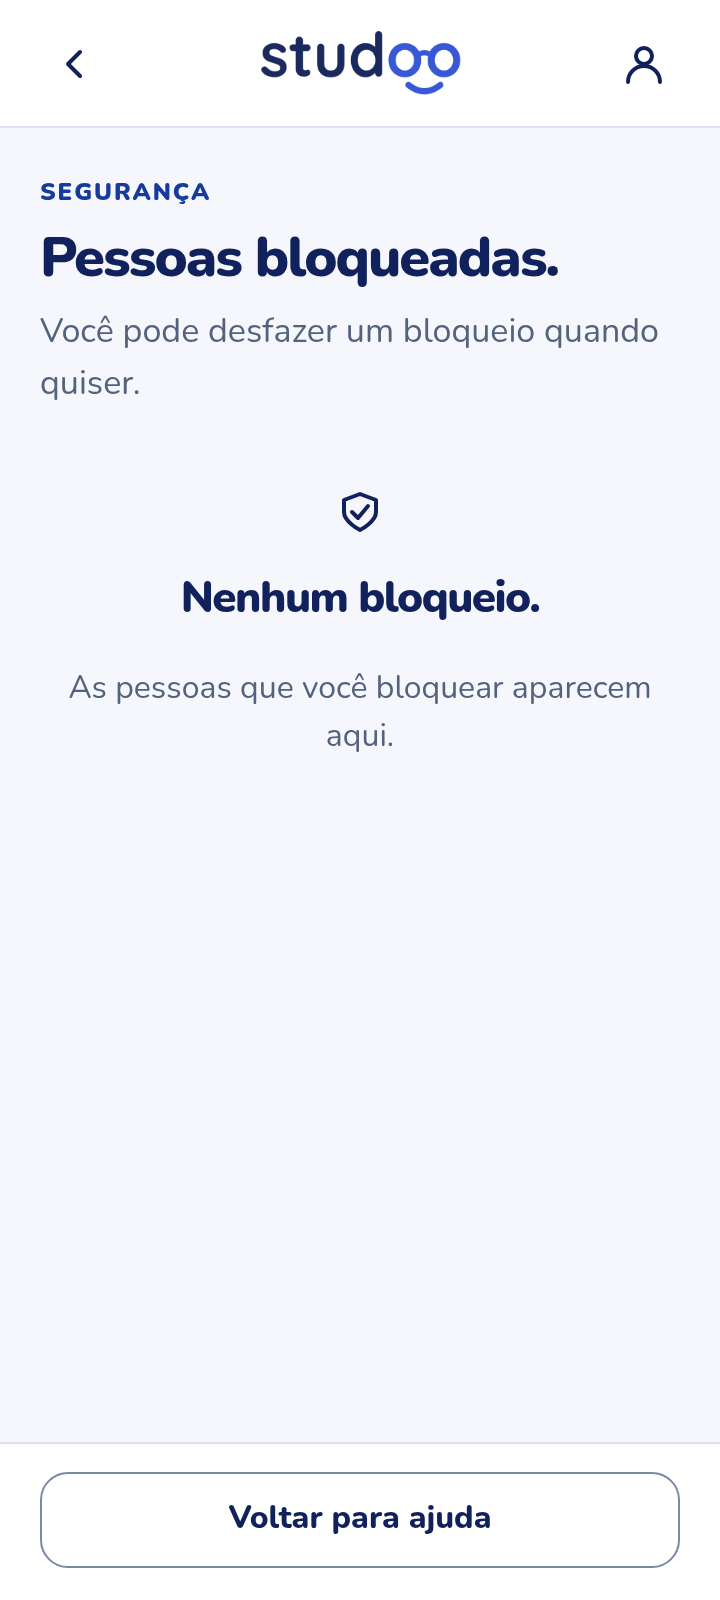 studoo
SEGURANÇA
Pessoas bloqueadas.
Você pode desfazer um bloqueio quando
quiser.
Nenhum bloqueio.
As pessoas que você bloquear aparecem
aqui.
Voltar para ajuda